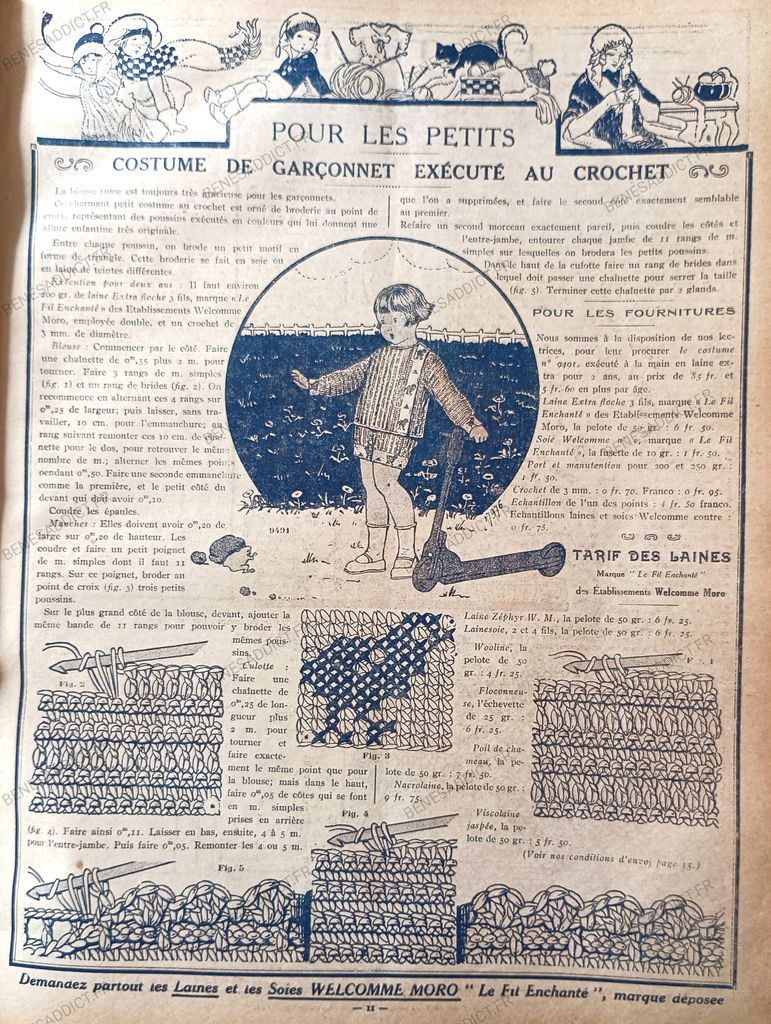 POUR LES PETITS
COSTUME DE GARÇONNET EXÉCUTÉ AU CROCHET
La blouse russe est toujours très gracieuse pour les garçonnets.
Ce charmant petit costume au crochet est orné de broderie au point de
croix, représentant des poussins exécutés en couleurs qui lui donnent une
allure enfantine très originale.
Entre chaque poussin, on brode un petit motif en
forme de triangle. Cette broderie se fait en soie ou
en laine de teintes différentes.
Exécution pour deux ans : Il faut environ
200 gr. de laine Extra floche 3 fils, marque « Le
Fil Enchanté » des Etablissements Welcomme
Moro, employée double, et un crochet de
3 mm. de diamètre.
Blouse : Commencer par le côté. Faire
une chaînette de 0m,35 plus 2 m. pour
tourner. Faire 3 rangs de m. simples
(fig. 1) et un rang de brides (fig. 2). On
recommence en alternant ces 4 rangs sur
0m,25 de largeur; puis laisser, sans tra-
vailler, 10 cm. pour l'emmanchure; au
rang suivant remonter ces 10 cm. de chaî-
nette pour le dos, pour retrouver le même
nombre de m.; alterner les mêmes points
pendant 0m,50. Faire une seconde emmanchure
comme la première, et le petit côté du
devant qui doit avoir 0m,10.
Coudre les épaules.
Manches : Elles doivent avoir 0m,20 de
large sur 0m,20 de hauteur. Les
coudre et faire un petit poignet
de m. simples dont il faut 11
rangs. Sur ce poignet, broder au
point de croix (fig. 3) trois petits
poussins.
Sur le plus grand côté de la blouse, devant, ajouter la
même bande de 11 rangs pour pouvoir y broder les
mêmes pous-
sins.
Culotte :
Faire une
chaînette de
0m,25 de lon-
gueur plus
2 m. pour
tourner et
faire exacte-
ment le même point que pour
la blouse; mais dans le haut,
faire 0m,05 de côtes qui se font
en m. simples
prises en arrière
(fig. 4). Faire ainsi 0m,11. Laisser en bas, ensuite, 4 à 5 m.
pour l'entre-jambe. Puis faire 0m,05. Remonter les 4 ou 5 m.
que l'on a supprimées, et faire le second côté exactement semblable
au premier.
Refaire un second morceau exactement pareil, puis coudre les côtés et
l'entre-jambe, entourer chaque jambe de 11 rangs de m.
simples sur lesquelles on brodera les petits poussins.
Dans le haut de la culotte faire un rang de brides dans
lequel doit passer une chaînette pour serrer la taille
(fig. 5). Terminer cette chaînette par 2 glands.
POUR LES FOURNITURES
Nous sommes à la disposition de nos lec-
trices, pour leur procurer le costume
n° 9491, exécuté à la main en laine ex-
tra pour 2 ans, au prix de 85 fr. et
5 fr. 60 en plus par âge.
Laine Extra floche 3 fils, marque « Le Fil
Enchanté » des Etablissements Welcomme
Moro, la pelote de 50 gr. : 6 fr. 50.
Soie Welcomme marque « Le Fil
Enchanté », la fusette de 10 gr. : 1 fr. 50.
Port et manutention pour 200 et 250 gr. :
1 fr. 50.
Crochet de 3 mm. : 0 fr. 70. Franco : 0 fr. 95.
Echantillon de l'un des points : 4 fr. 50 franco.
Echantillons laines et soies Welcomme contre :
0 fr. 75.
9491
TARIF DES LAINES
Marque " Le Fil Enchanté "
des Établissements Welcomme Moro
Laine Zéphyr W. M., la pelote de 50 gr. : 6 fr. 25.
Lainesoie, 2 et 4 fils, la pelote de 50 gr. : 6 fr. 25.
Wooline, la
pelote de 50
gr. : 4 fr. 25.
Floconneu-
se, l'échevette
de 25 gr. :
6 fr. 25.
Poil de cha-
meau, la pe-
lote de 50 gr. : 7 fr. 50.
Nacrolaine, la pelote de 50 gr. :
9 fr. 75.
Viscolaine
jaspée, la pe-
lote de 50 gr. : 5 fr. 50.
(Voir nos conditions d'envoi page 15.)
Fig. 2
Fig. 3
Fig. 4
Fig. 5
Demandez partout les Laines et les Soies WELCOMME MORO " Le Fil Enchanté ", marque déposée
— 11 —
BENESADDICT.FR